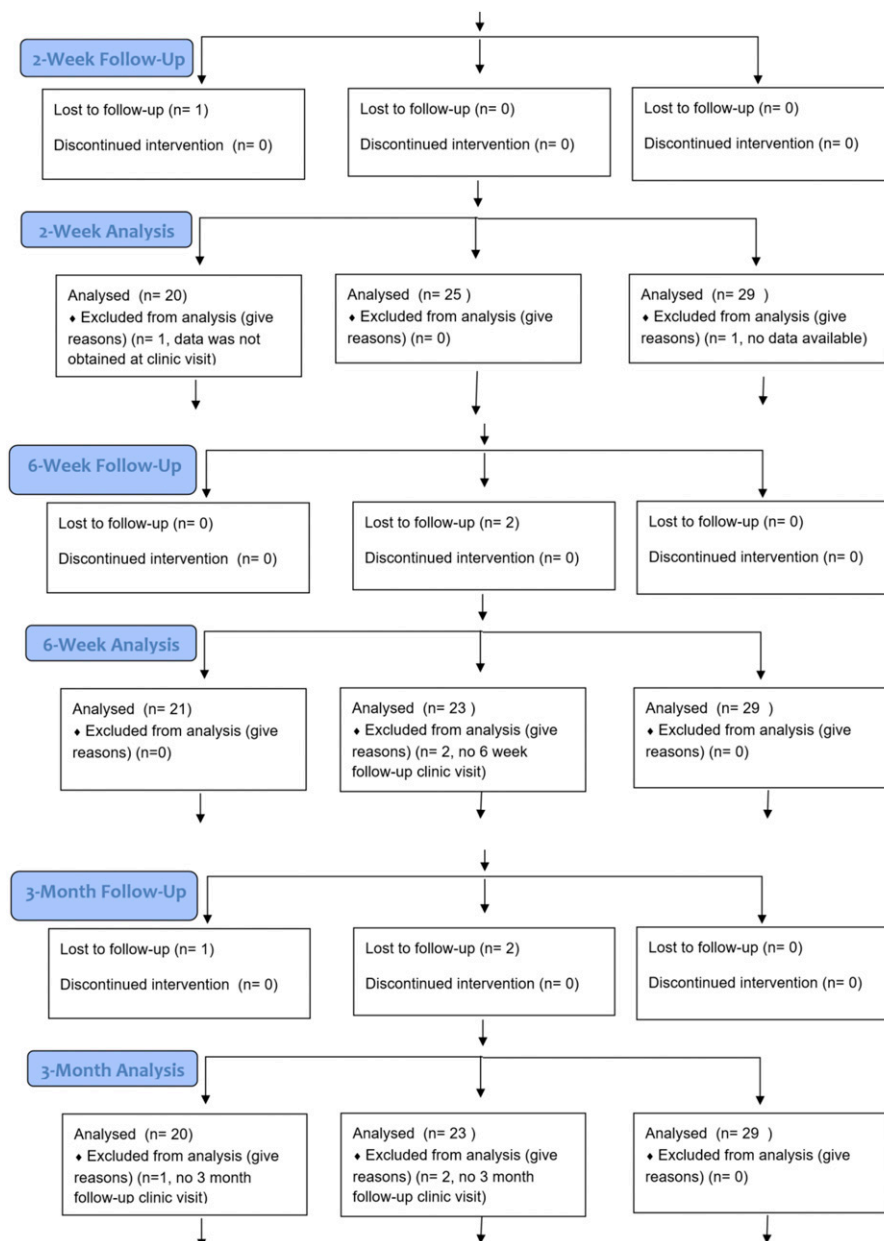 2-Week Follow-Up
Lost to follow-up (n= 1)
Discontinued intervention  (n= 0)
Lost to follow-up (n= 0)
Discontinued intervention (n= 0)
Lost to follow-up (n= 0)
Discontinued intervention (n= 0)
2-Week Analysis
Analysed  (n= 20)
♦ Excluded from analysis (give
reasons) (n= 1, data was not
obtained at clinic visit)
Analysed  (n= 25 )
♦ Excluded from analysis (give
reasons) (n= 0)
Analysed  (n= 29  )
♦ Excluded from analysis (give
reasons) (n= 1, no data available)
6-Week Follow-Up
Lost to follow-up (n= 0)
Discontinued intervention  (n= 0)
Lost to follow-up (n= 2)
Discontinued intervention (n= 0)
Lost to follow-up (n= 0)
Discontinued intervention (n= 0)
6-Week Analysis
Analysed  (n= 21)
♦ Excluded from analysis (give
reasons) (n=0)
Analysed  (n= 23 )
♦ Excluded from analysis (give
reasons) (n= 2, no 6 week
follow-up clinic visit)
Analysed  (n= 29  )
♦ Excluded from analysis (give
reasons) (n= 0)
3-Month Follow-Up
Lost to follow-up (n= 1)
Discontinued intervention  (n= 0)
Lost to follow-up (n= 2)
Discontinued intervention (n= 0)
Lost to follow-up (n= 0)
Discontinued intervention (n= 0)
3-Month Analysis
Analysed  (n= 20)
♦ Excluded from analysis (give
reasons) (n=1, no 3 month
follow-up clinic visit)
Analysed  (n= 23 )
♦ Excluded from analysis (give
reasons) (n= 2, no 3 month
follow-up clinic visit)
Analysed  (n= 29  )
♦ Excluded from analysis (give
reasons) (n= 0)